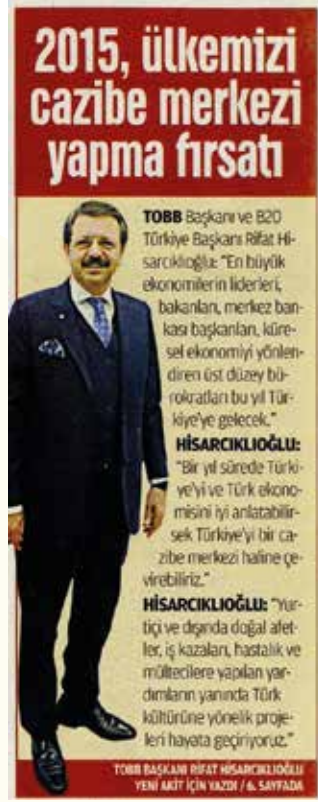 2015, ülkemizi
cazibe merkezi
yapma fırsatı
TOBB Başkanı ve B20
Türkiye Başkanı Rifat Hi-
sarcıklıoğlu: "En büyük
ekonomilerin liderleri,
bakanları, merkez ban-
kası başkanları, küre-
sel ekonomiyi yönlen-
diren üst düzey bü-
rokratları bu yıl Tür-
kiye'ye gelecek."
HİSARCIKLIOĞLU:
"Bir yıl sürede Türki-
ye'yi ve Türk ekono-
misini iyi anlatabilir-
sek Türkiye'yi bir ca-
zibe merkezi haline çe-
virebiliriz."
HİSARCIKLIOĞLU: "Yur-
tiçi ve dışında doğal afet-
ler, iş kazaları, hastalık ve
mültecilere yapılan yar-
dımların yanında Türk
kültürüne yönelik proje-
leri hayata geçiriyoruz."
TOBB BAŞKANI RİFAT HİSARCIKLIOĞLU
YENİ AKİT İÇİN YAZDI / 6. SAYFADA